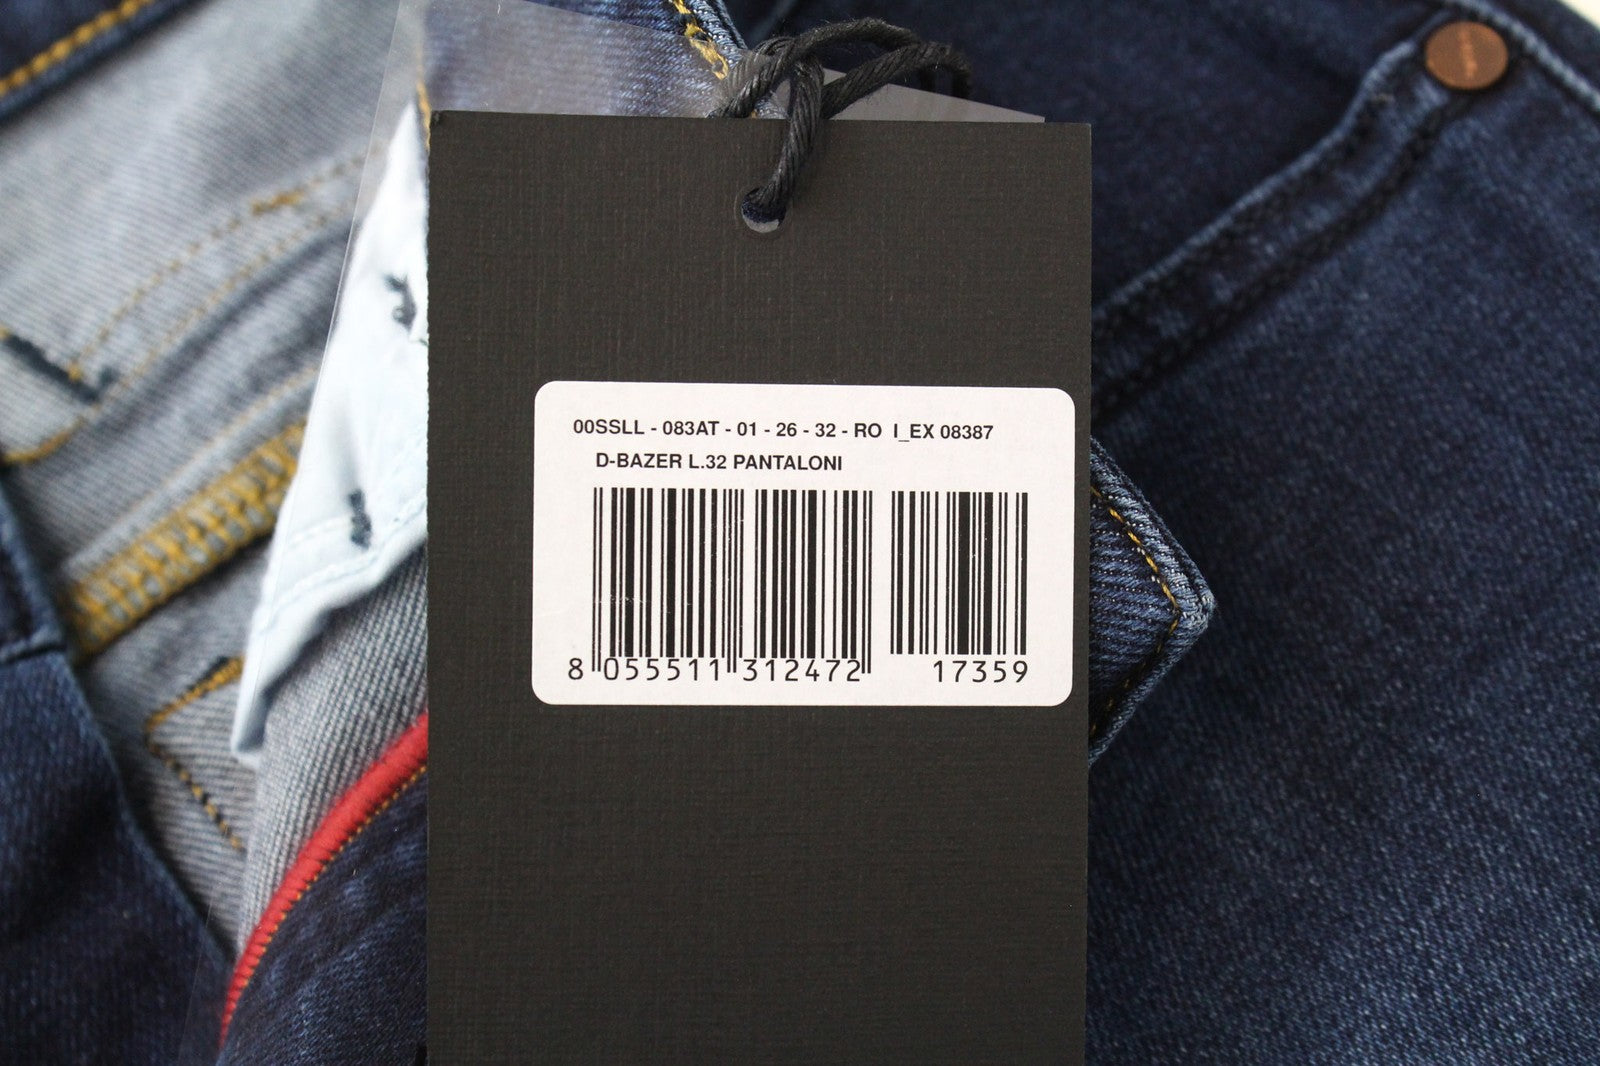 00SSLL - 083AT - 01 - 26 - 32 - RO I_EX 08387
D-BAZER L.32 PANTALONI
8 055511 312472 17359